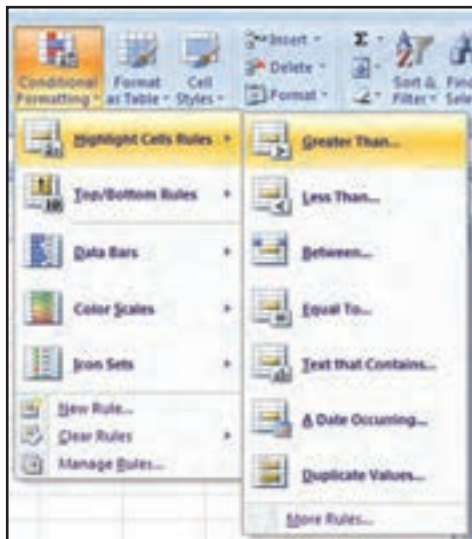 Conditional Formatting
Format as Table
Cell Styles
Insert
Delete
Format
Σ
Sort & Filter
Highlight Cells Rules
Top/Bottom Rules
Data Bars
Color Scales
Icon Sets
New Rule...
Clear Rules
Manage Rules...
Greater Than...
Less Than...
Between...
Equal To...
Text that Contains...
A Date Occurring...
Duplicate Values...
More Rules...